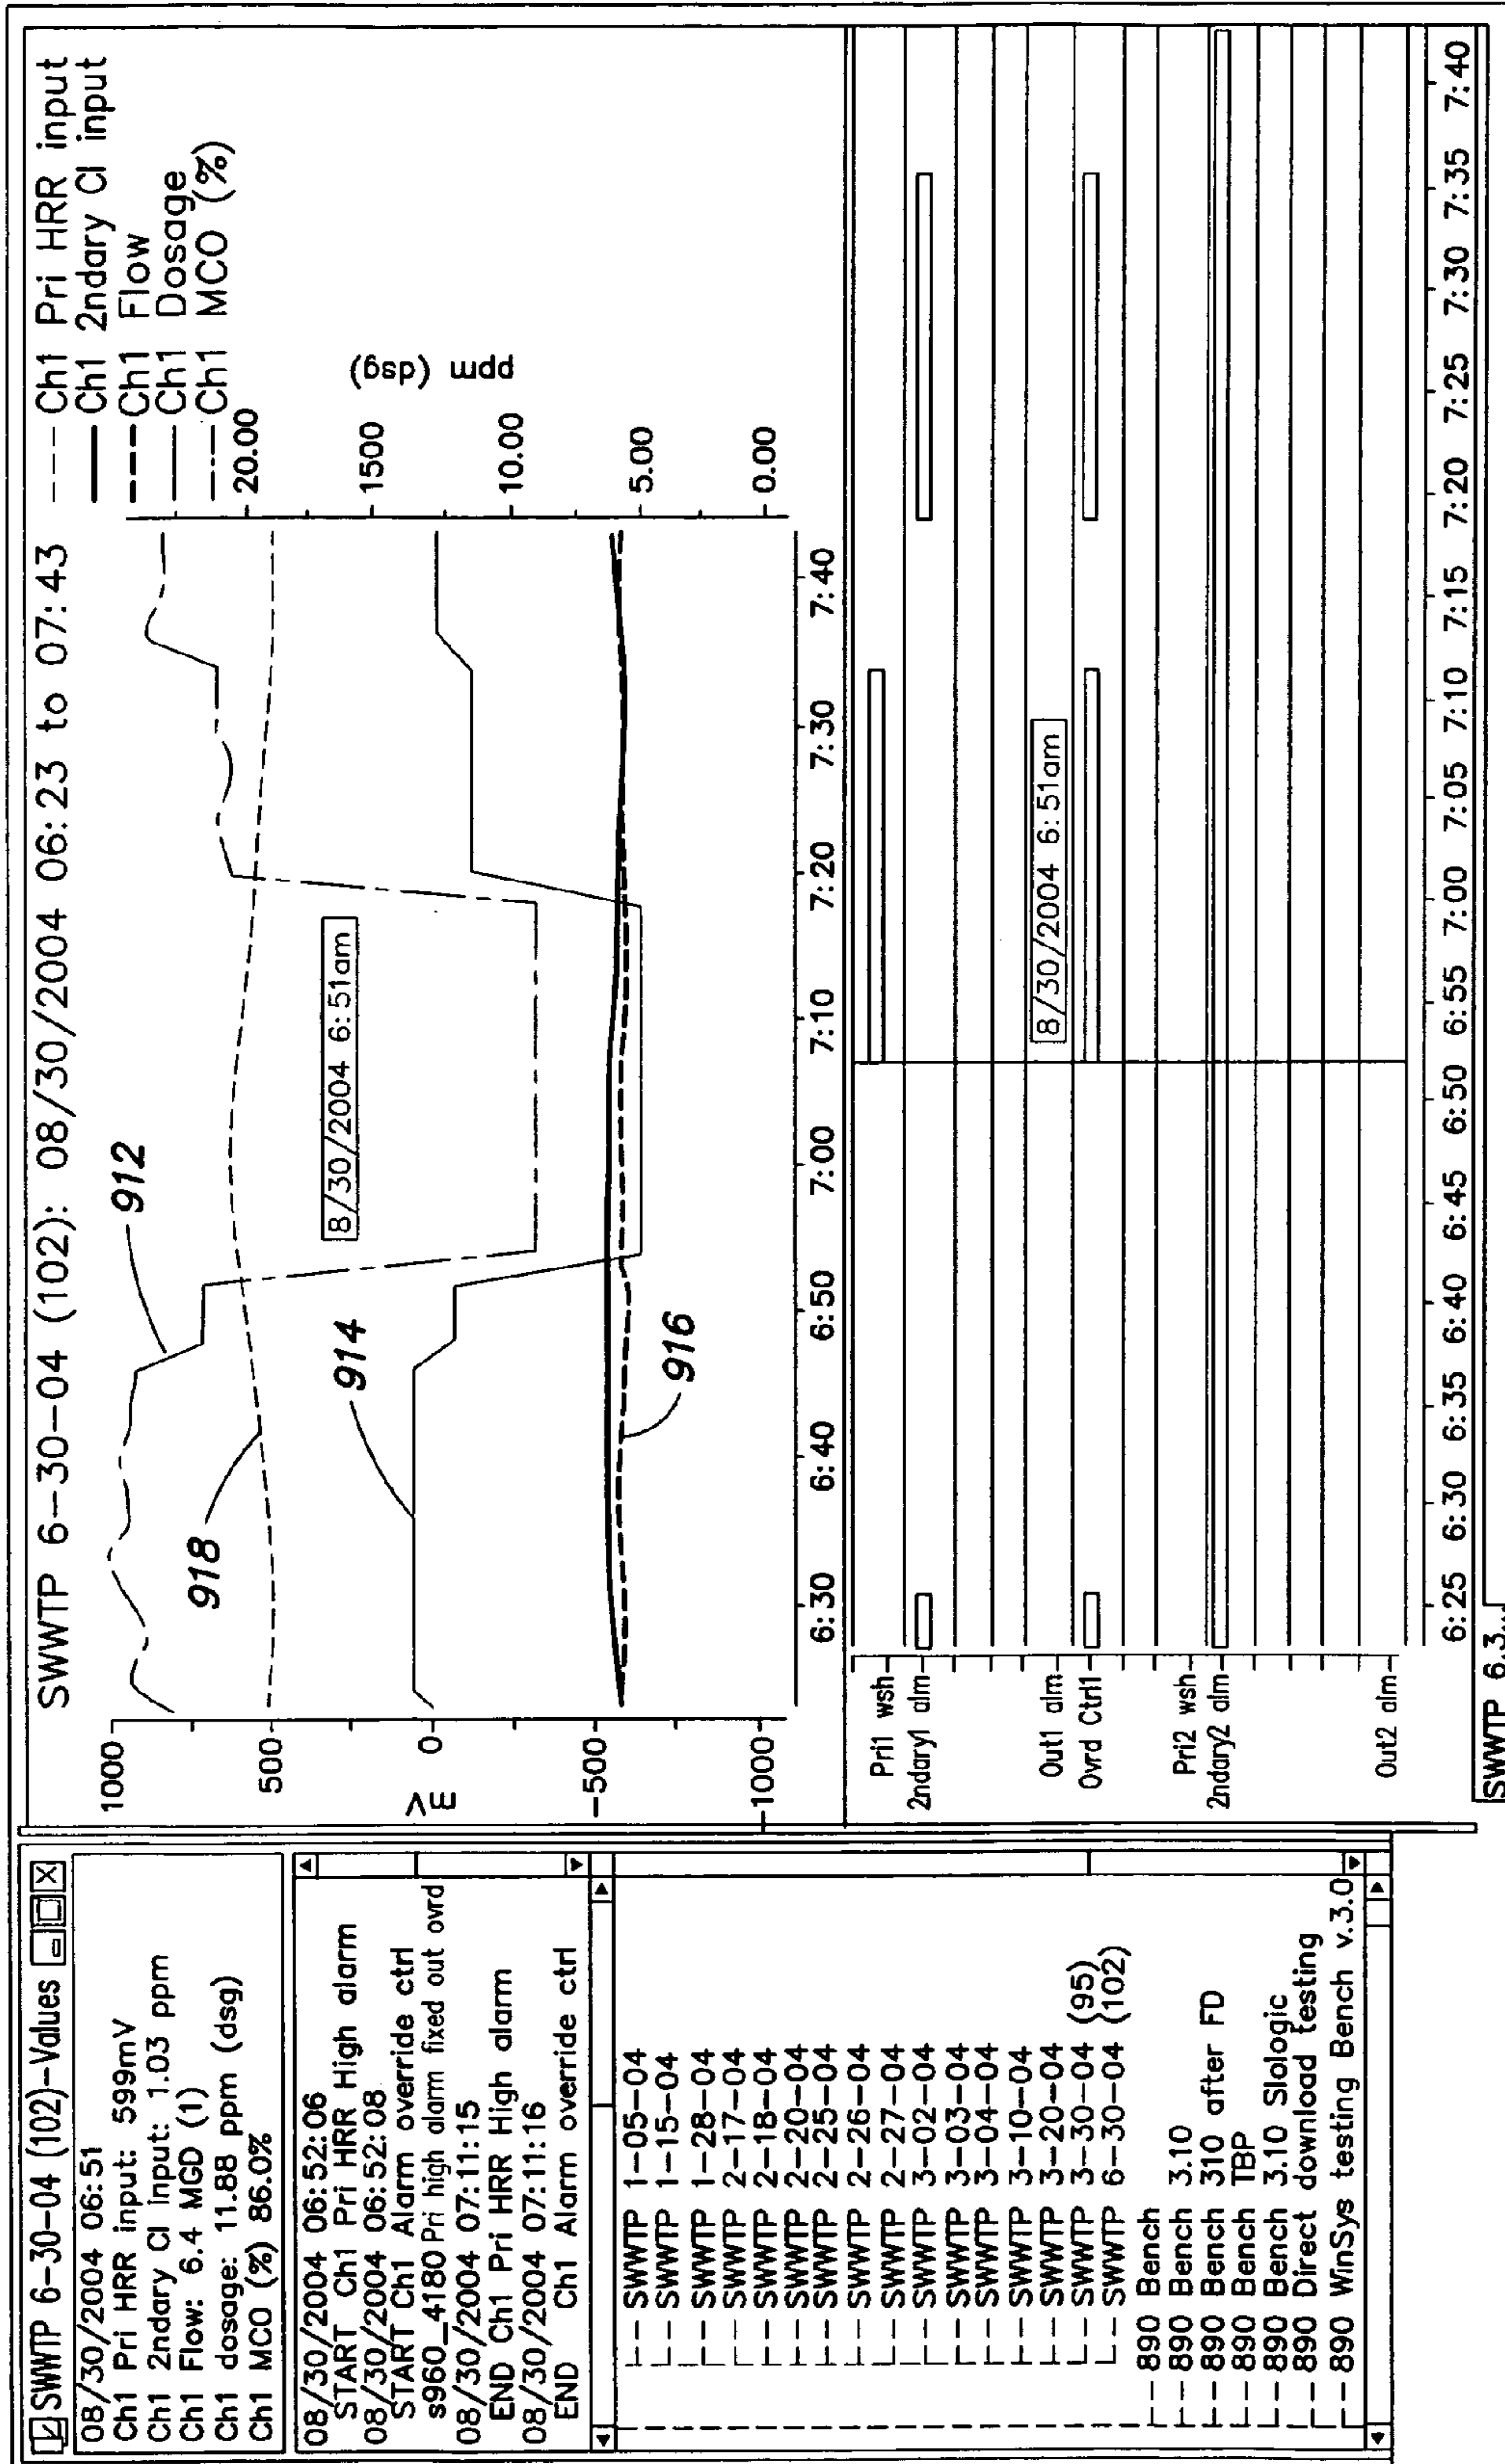 SWWTP 6-30-04 (102)-Values
08/30/2004 06:51
Ch1 Pri HRR input: 599mV
Ch1 2ndary Cl input: 1.03 ppm
Ch1 Flow: 6.4 MGD (1)
Ch1 dosage: 11.88 ppm (dsg)
Ch1 MCO (%) 86.0%
08/30/2004 06:52:06
START Ch1 Pri HRR High alarm
08/30/2004 06:52:08
START Ch1 Alarm override ctrl
s960_4180 Pri high alarm fixed out ovrd
08/30/2004 07:11:15
END Ch1 Pri HRR High alarm
08/30/2004 07:11:16
END Ch1 Alarm override ctrl
SWWTP 1-05-04
SWWTP 1-15-04
SWWTP 1-28-04
SWWTP 2-17-04
SWWTP 2-18-04
SWWTP 2-20-04
SWWTP 2-25-04
SWWTP 2-26-04
SWWTP 2-27-04
SWWTP 3-02-04
SWWTP 3-03-04
SWWTP 3-04-04
SWWTP 3-10-04
SWWTP 3-20-04
SWWTP 3-30-04 (95)
SWWTP 6-30-04 (102)
890 Bench
890 Bench 3.10
890 Bench 310 after FD
890 Bench TBP
890 Bench 3.10 Slologic
890 Direct download testing
890 WinSys testing Bench v.3.0
SWWTP 6-30-04 (102): 08/30/2004 06:23 to 07:43
Ch1 Pri HRR input
Ch1 2ndary Cl input
Ch1 Flow
Ch1 Dosage
Ch1 MCO (%)
1000
500
0
-500
-1000
mV
912
918
914
916
8/30/2004 6:51am
20.00
1500
10.00
5.00
0.00
ppm (dsg)
6:30 6:40 6:50 7:00 7:10 7:20 7:30 7:40
Pri1 wsh
2ndary1 alm
Out1 alm
Ovrd Ctrl1
Pri2 wsh
2ndary2 alm
Out2 alm
8/30/2004 6:51am
6:25 6:30 6:35 6:40 6:45 6:50 6:55 7:00 7:05 7:10 7:15 7:20 7:25 7:30 7:35 7:40
SWWTP 6.3...